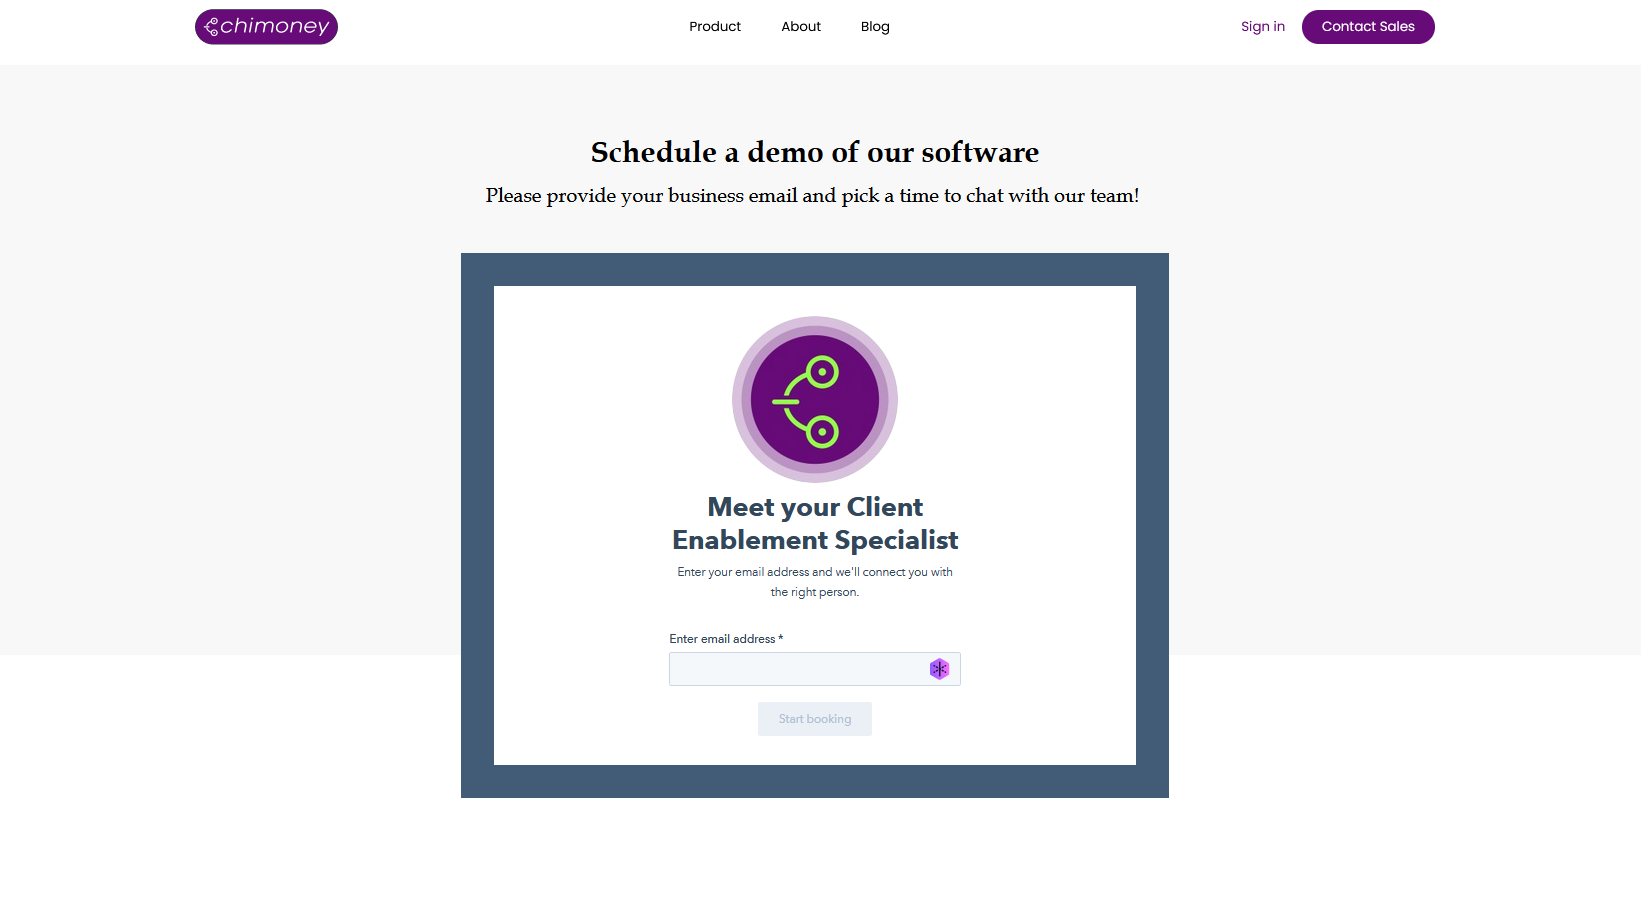 chimoney
Product
About
Blog
Sign in
Contact Sales
Schedule a demo of our software
Please provide your business email and pick a time to chat with our team!
Meet your Client
Enablement Specialist
Enter your email address and we'll connect you with
the right person.
Enter email address *
Start booking